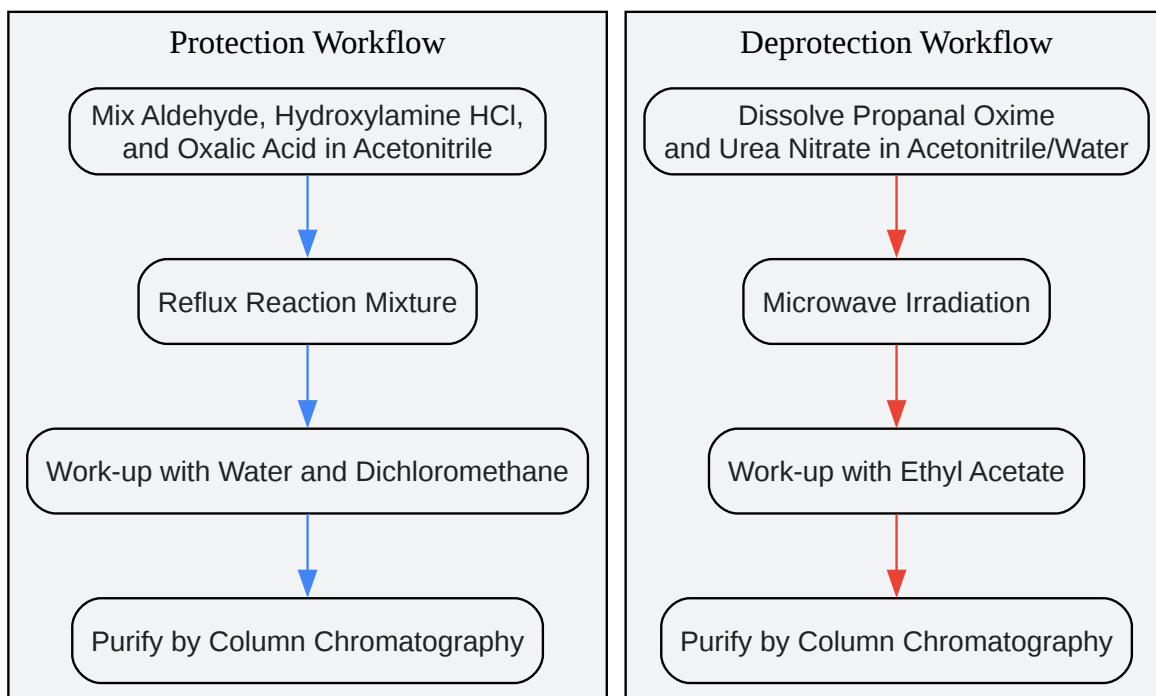 Protection Workflow
Mix Aldehyde, Hydroxylamine HCl,
and Oxalic Acid in Acetonitrile
Reflux Reaction Mixture
Work-up with Water and Dichloromethane
Purify by Column Chromatography
Deprotection Workflow
Dissolve Propanal Oxime
and Urea Nitrate in Acetonitrile/Water
Microwave Irradiation
Work-up with Ethyl Acetate
Purify by Column Chromatography